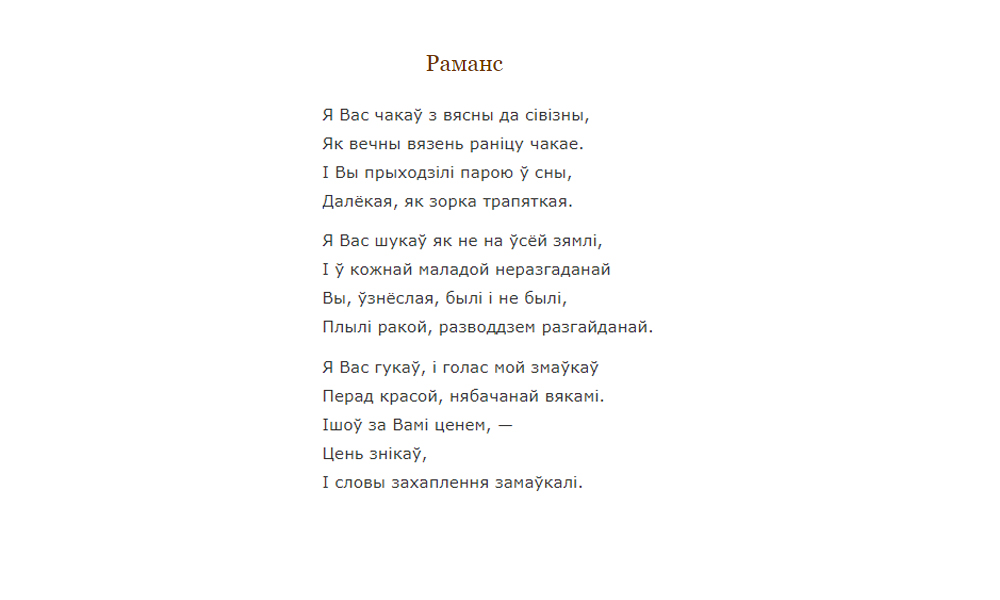 Раманс
Я Вас чакаў з вясны да сівізны,
Як вечны вязень раніцу чакае.
І Вы прыходзілі парою ў сны,
Далёкая, як зорка трапяткая.
Я Вас шукаў як не на ўсёй зямлі,
І ў кожнай маладой неразгаданай
Вы, ўзнёслая, былі і не былі,
Плылі ракой, разводдзем разгайданай.
Я Вас гукаў, і голас мой змаўкаў
Перад красой, нябачанай вякамі.
Ішоў за Вамі ценем, —
Цень знікаў,
І словы захаплення замаўкалі.